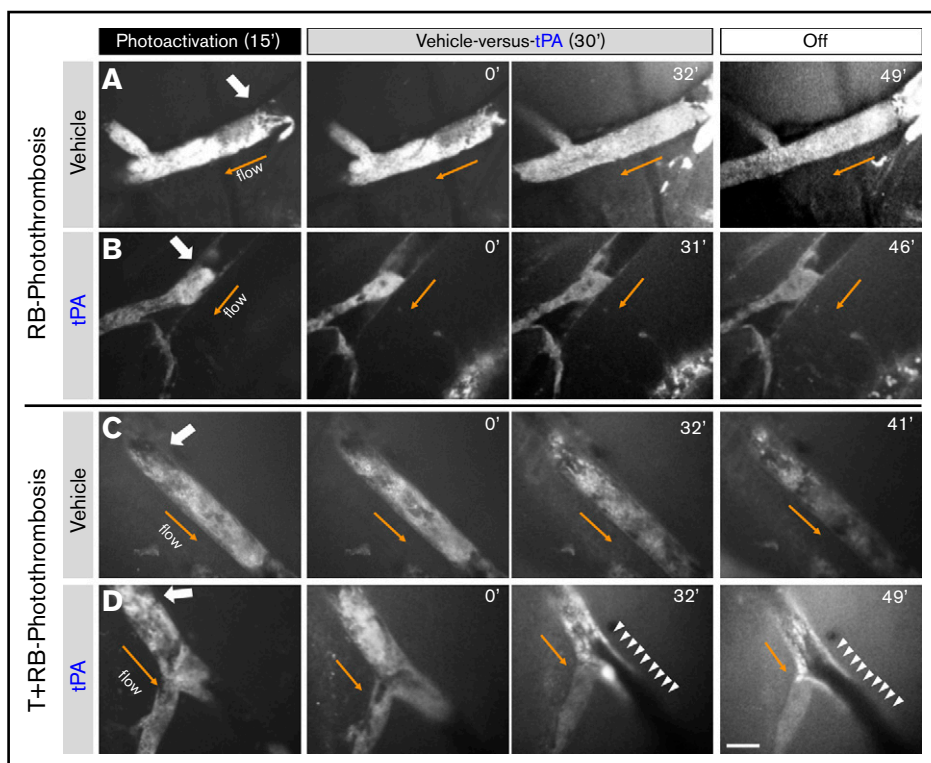 Photoactivation (15')
Vehicle-versus-tPA (30')
Off
RB-Photothrombosis
Vehicle
A
flow
0'
32'
49'
tPA
B
flow
0'
31'
46'
T+RB-Photothrombosis
Vehicle
C
flow
0'
32'
41'
tPA
D
flow
0'
32'
49'